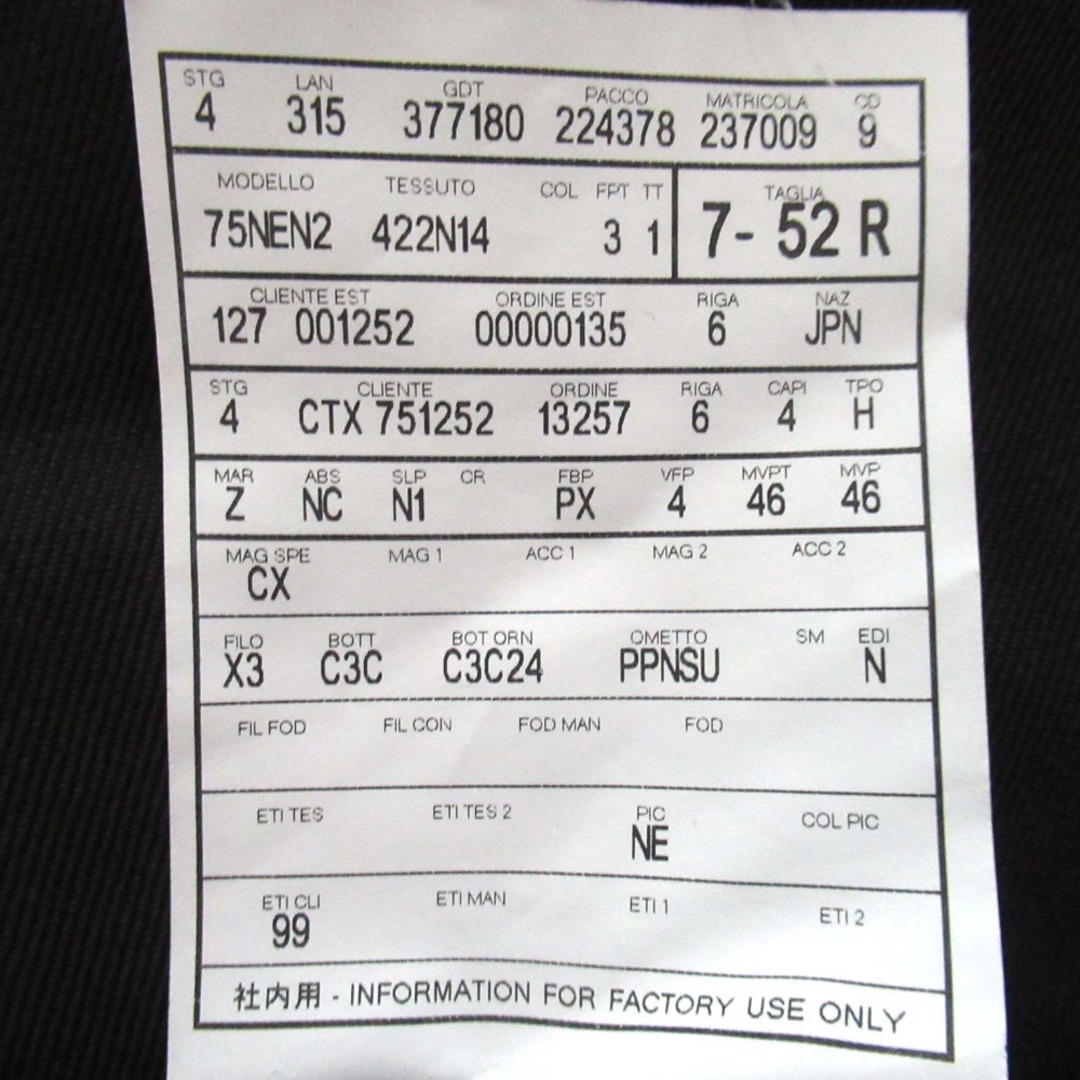 STG LAN GDT PACCO MATRICOLA CD
4 315 377180 224378 237009 9
MODELLO TESSUTO COL FPT TT TAGLIA
75NEN2 422N14 3 1 7- 52 R
CLIENTE EST ORDINE EST RIGA NAZ
127 001252 00000135 6 JPN
STG CLIENTE ORDINE RIGA CAPI TPO
4 CTX 751252 13257 6 4 H
MAR ABS SLP CR FBP VFP MVPT MVP
Z NC N1 PX 4 46 46
MAG SPE MAG 1 ACC 1 MAG 2 ACC 2
CX
FILO BOTT BOT ORN OMETTO SM EDI
X3 C3C C3C24 PPNSU N
FIL FOD FIL CON FOD MAN FOD
ETI TES ETI TES 2 PIC COL PIC
NE
ETI CLI ETI MAN ETI 1 ETI 2
99
社内用 - INFORMATION FOR FACTORY USE ONLY